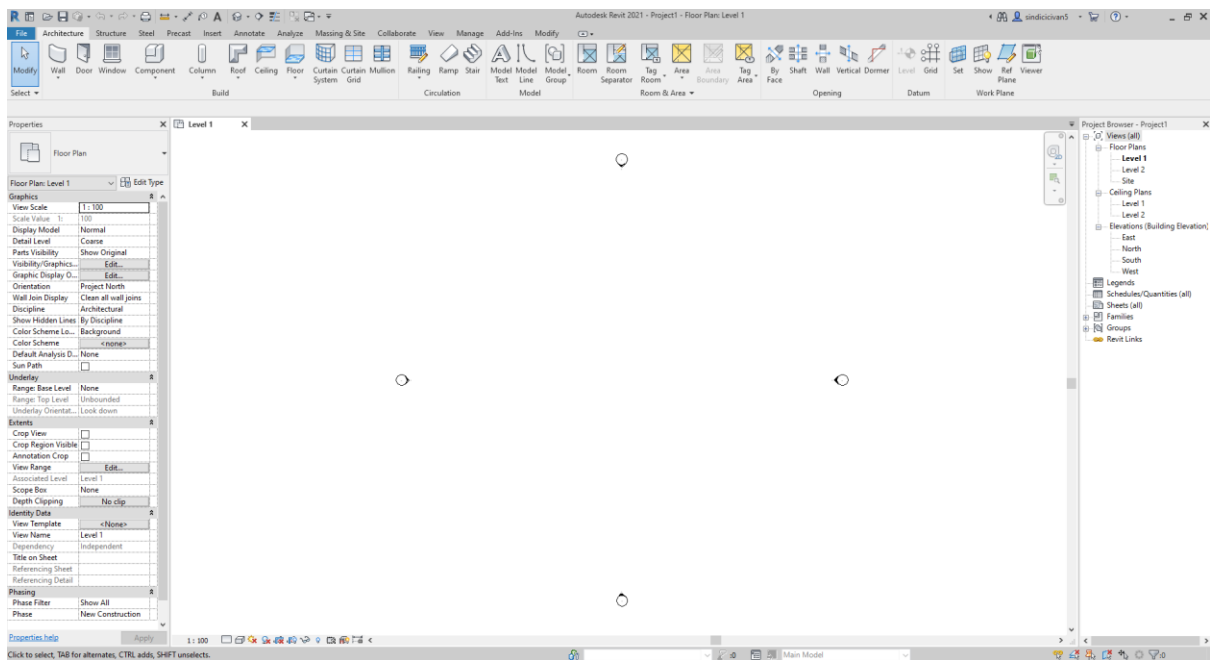 Autodesk Revit 2021 - Project1 - Floor Plan: Level 1
sindicicivan5
File Architecture Structure Steel Precast Insert Annotate Analyze Massing & Site Collaborate View Manage Add-Ins Modify
Modify Wall Door Window Component Column Roof Ceiling Floor Curtain System Curtain Grid Mullion Railing Ramp Stair Model Text Model Line Model Group Room Room Separator Tag Room Area Area Boundary Tag Area By Face Shaft Wall Vertical Dormer Level Grid Set Show Ref Plane Viewer
Select Build Circulation Model Room & Area Opening Datum Work Plane
Properties
Floor Plan
Floor Plan: Level 1 Edit Type
Graphics
View Scale 1 : 100
Scale Value 1: 100
Display Model Normal
Detail Level Coarse
Parts Visibility Show Original
Visibility/Graphics... Edit...
Graphic Display O... Edit...
Orientation Project North
Wall Join Display Clean all wall joins
Discipline Architectural
Show Hidden Lines By Discipline
Color Scheme Lo... Background
Color Scheme <none>
Default Analysis D... None
Sun Path
Underlay
Range: Base Level None
Range: Top Level Unbounded
Underlay Orientat... Look down
Extents
Crop View
Crop Region Visible
Annotation Crop
View Range Edit...
Associated Level Level 1
Scope Box None
Depth Clipping No clip
Identity Data
View Template <None>
View Name Level 1
Dependency Independent
Title on Sheet
Referencing Sheet
Referencing Detail
Phasing
Phase Filter Show All
Phase New Construction
Properties help Apply
Level 1
1 : 100
Project Browser - Project1
Views (all)
Floor Plans
Level 1
Level 2
Site
Ceiling Plans
Level 1
Level 2
Elevations (Building Elevation)
East
North
South
West
Legends
Schedules/Quantities (all)
Sheets (all)
Families
Groups
Revit Links
Click to select, TAB for alternates, CTRL adds, SHIFT unselects. :0 Main Model :0